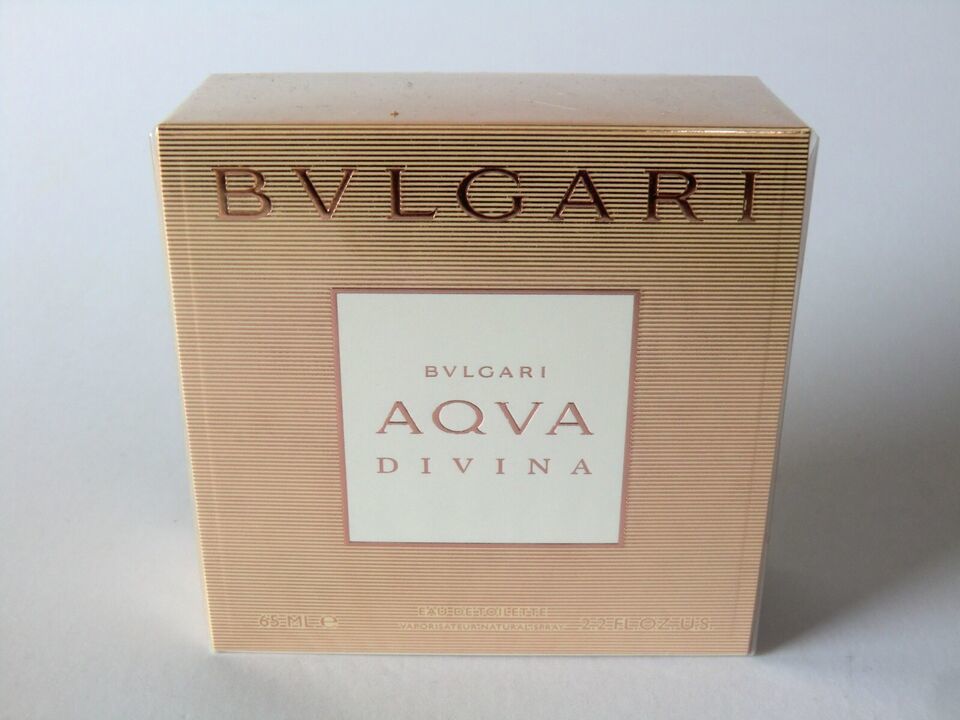 BVLGARI
BVLGARI
AQVA
DIVINA
65 ML e
EAU DE TOILETTE
VAPORISATEUR NATURAL SPRAY
2.2 FL.OZ. U.S.